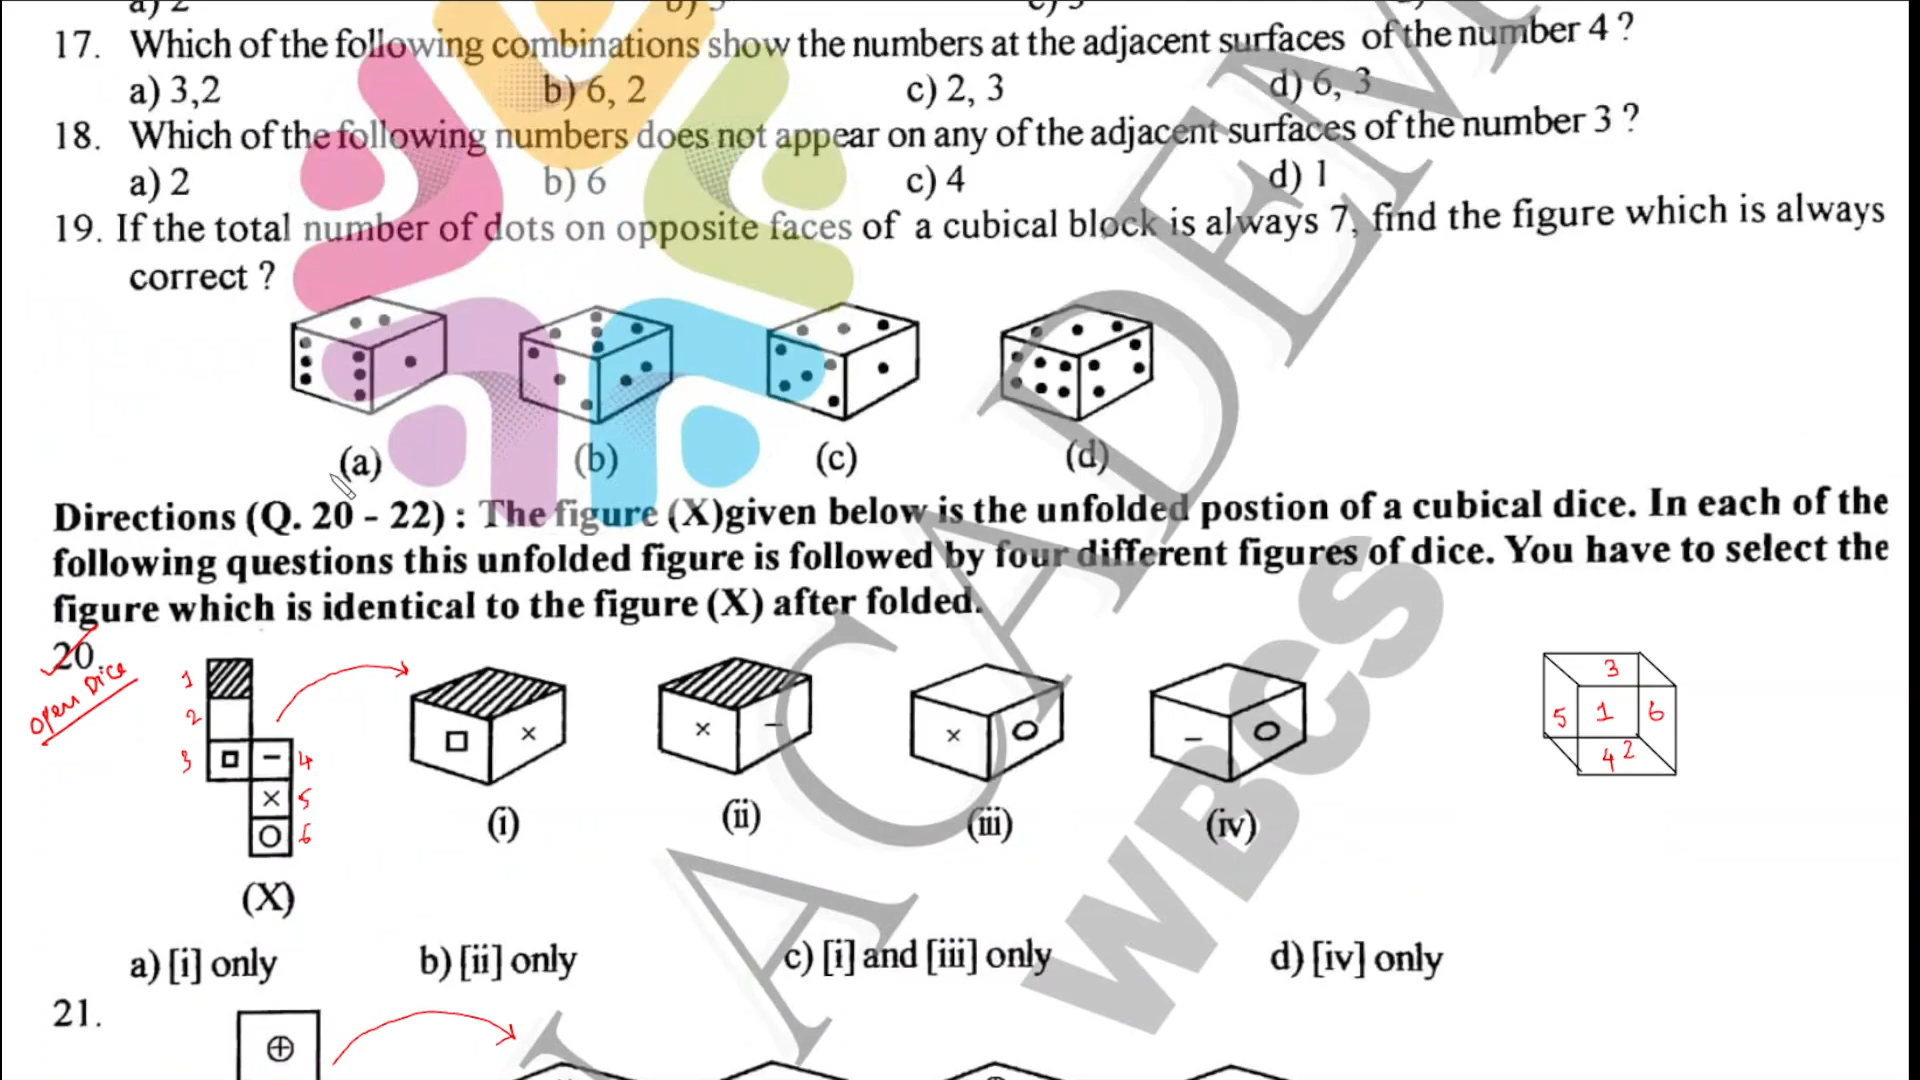 17. Which of the following combinations show the numbers at the adjacent surfaces of the number 4 ?
a) 3,2 b) 6, 2 c) 2, 3 d) 6, 3
18. Which of the following numbers does not appear on any of the adjacent surfaces of the number 3 ?
a) 2 b) 6 c) 4 d) 1
19. If the total number of dots on opposite faces of a cubical block is always 7, find the figure which is always
correct ?
(a) (b) (c) (d)
Directions (Q. 20 - 22) : The figure (X)given below is the unfolded postion of a cubical dice. In each of the
following questions this unfolded figure is followed by four different figures of dice. You have to select the
figure which is identical to the figure (X) after folded.
20.
Open Dice
1
2
3 4
5
6
3
5 1 6
4 2
(i) (ii) (iii) (iv)
(X)
a) [i] only b) [ii] only c) [i] and [iii] only d) [iv] only
21.
ACADEM
WBCS